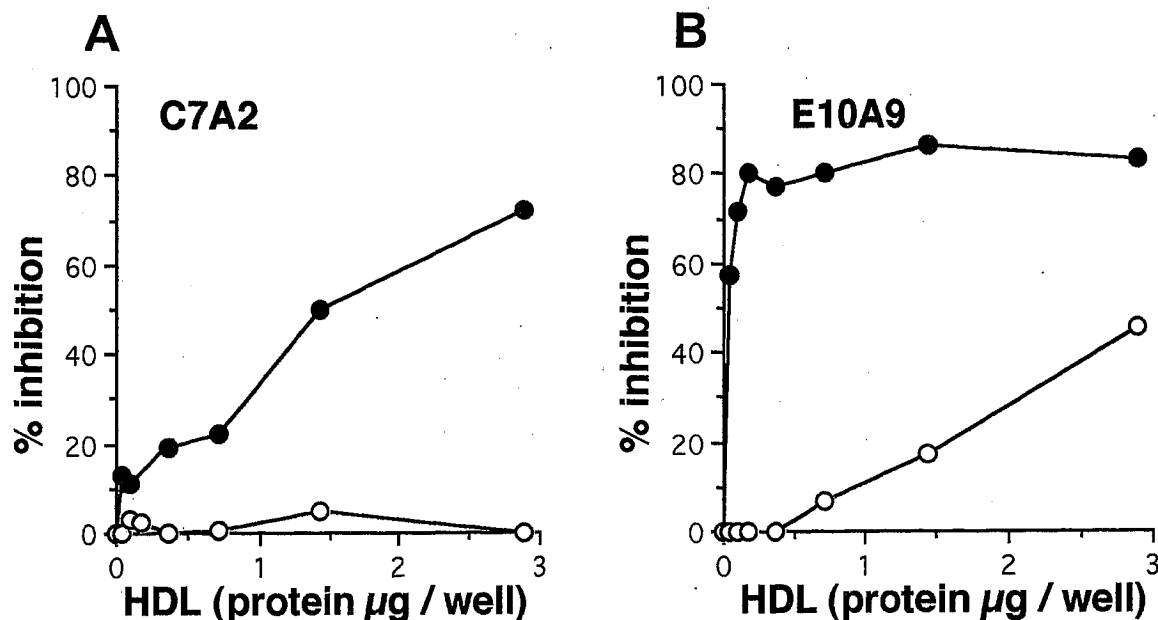 A
B
C7A2
E10A9
% inhibition
100
80
60
40
20
0
0 1 2 3
HDL (protein µg / well)
% inhibition
100
80
60
40
20
0
0 1 2 3
HDL (protein µg / well)